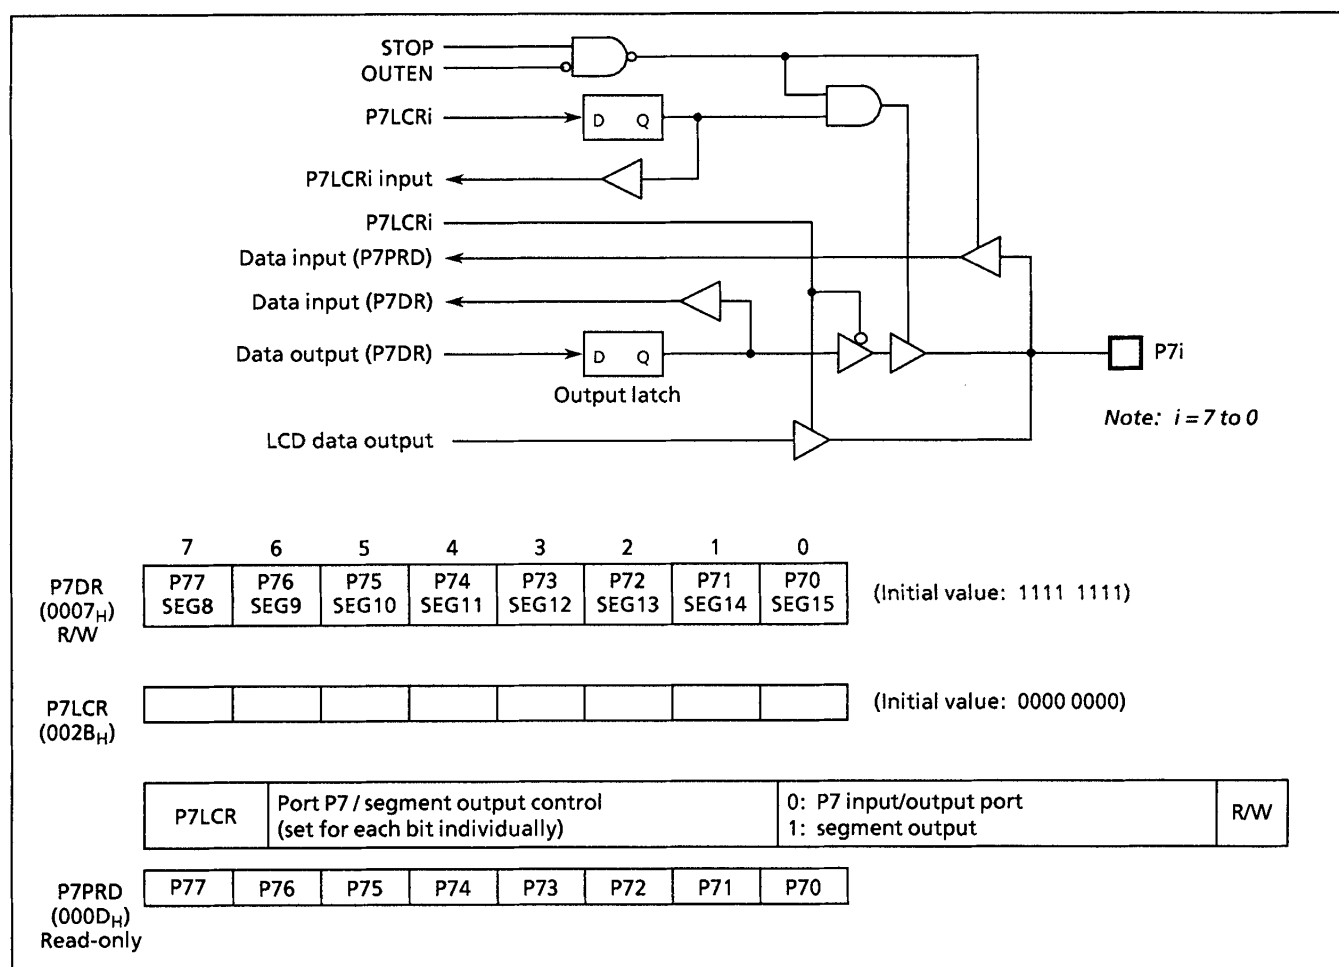 STOP
OUTEN
P7LCRi
D Q
P7LCRi input
P7LCRi
Data input (P7PRD)
Data input (P7DR)
Data output (P7DR)
D Q
Output latch
P7i
LCD data output
Note: i = 7 to 0
7 6 5 4 3 2 1 0
P7DR
(0007H)
R/W
P77 P76 P75 P74 P73 P72 P71 P70
SEG8 SEG9 SEG10 SEG11 SEG12 SEG13 SEG14 SEG15
(Initial value: 1111 1111)
P7LCR
(002BH)
(Initial value: 0000 0000)
P7LCR
Port P7 / segment output control
(set for each bit individually)
0: P7 input/output port
1: segment output
R/W
P7PRD
(000DH)
Read-only
P77 P76 P75 P74 P73 P72 P71 P70